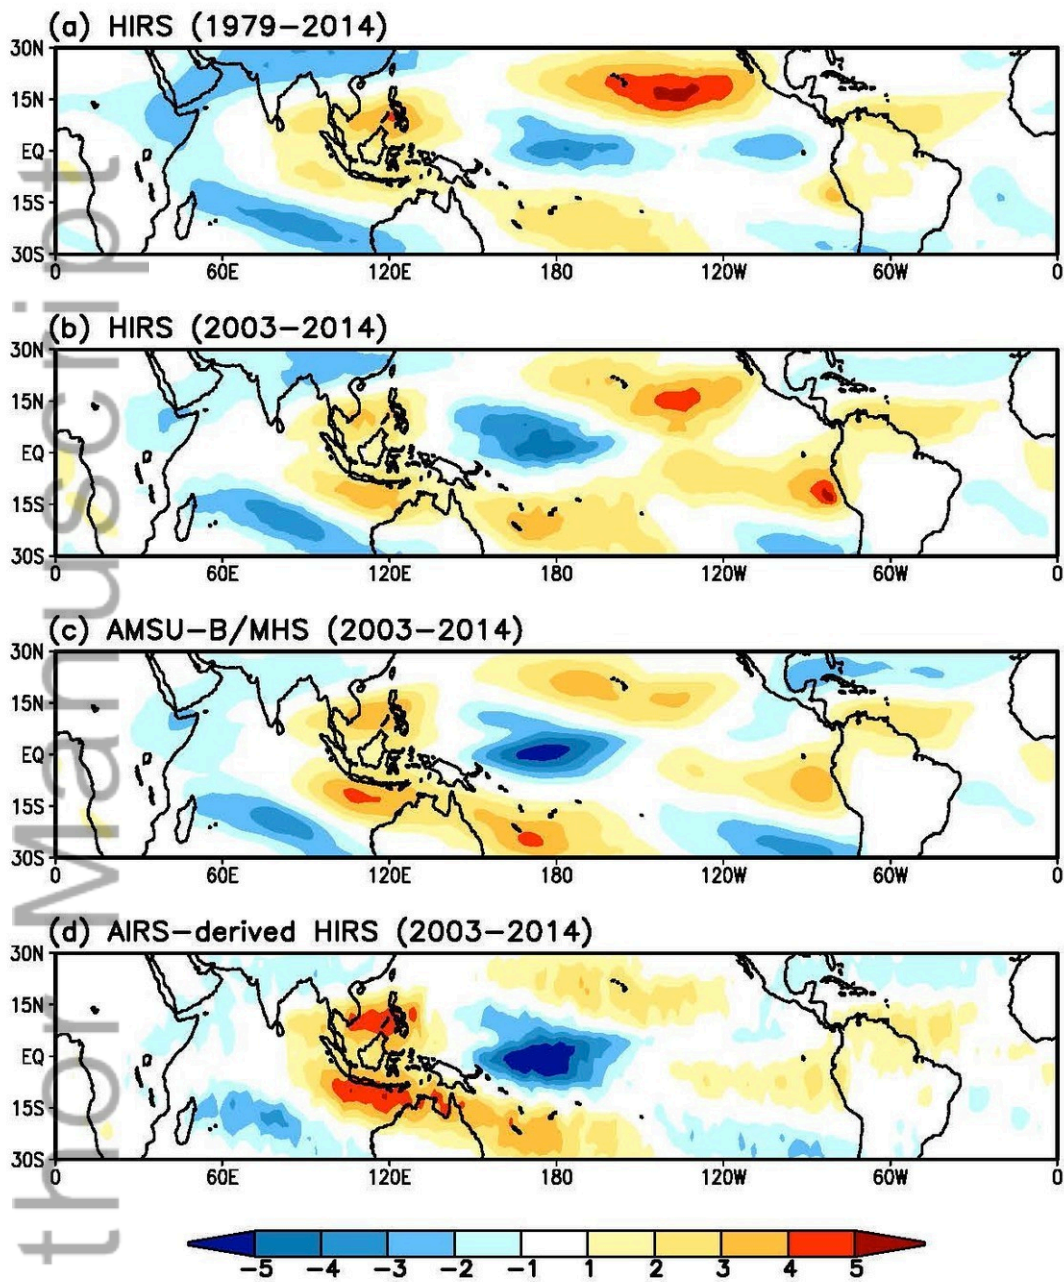 (a) HIRS (1979-2014)
30N
15N
EQ
15S
30S
0 60E 120E 180 120W 60W 0
(b) HIRS (2003-2014)
30N
15N
EQ
15S
30S
0 60E 120E 180 120W 60W 0
(c) AMSU-B/MHS (2003-2014)
30N
15N
EQ
15S
30S
0 60E 120E 180 120W 60W 0
(d) AIRS-derived HIRS (2003-2014)
30N
15N
EQ
15S
30S
0 60E 120E 180 120W 60W 0
-5 -4 -3 -2 -1 1 2 3 4 5
thor Manuscript